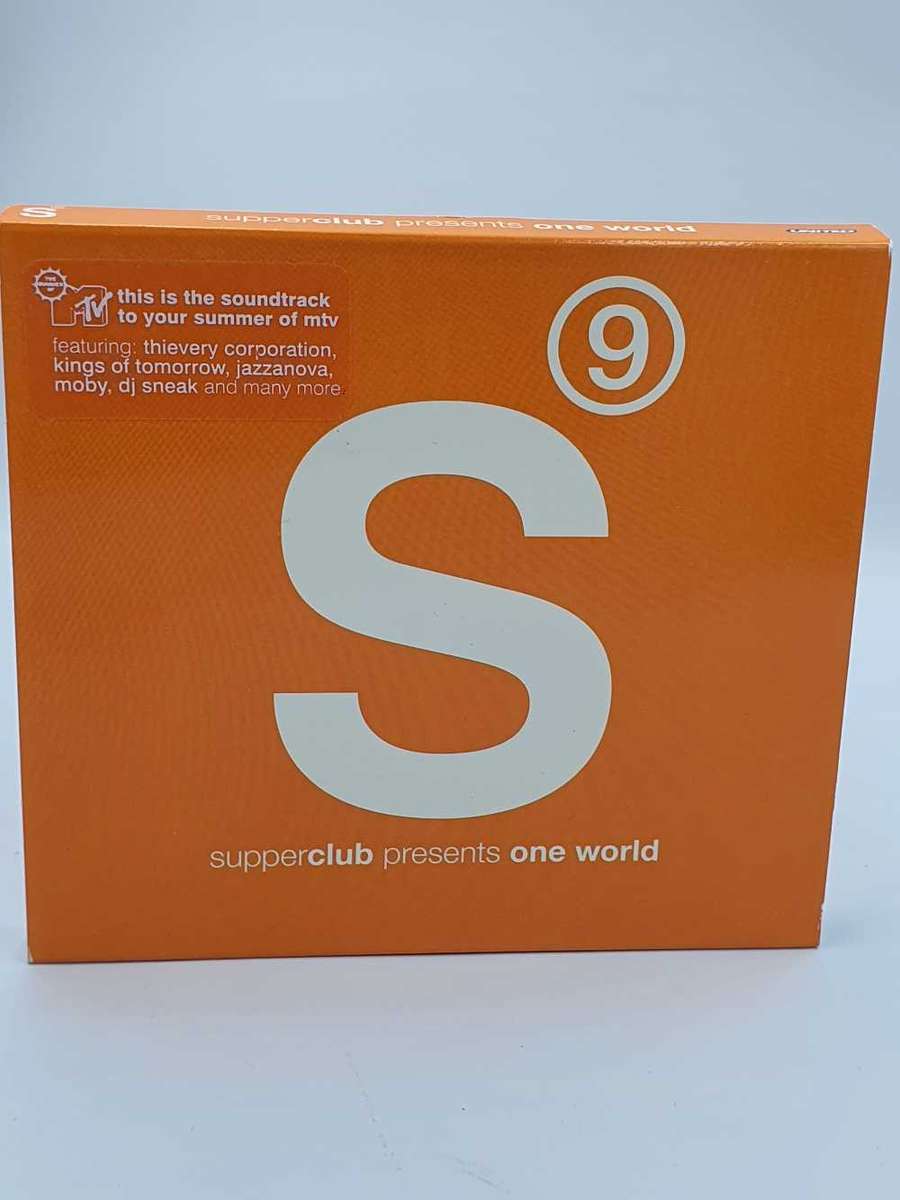 S
supperclub presents one world
MTV
this is the soundtrack
to your summer of mtv
featuring: thievery corporation,
kings of tomorrow, jazzanova,
moby, dj sneak and many more.
9
S
supperclub presents one world